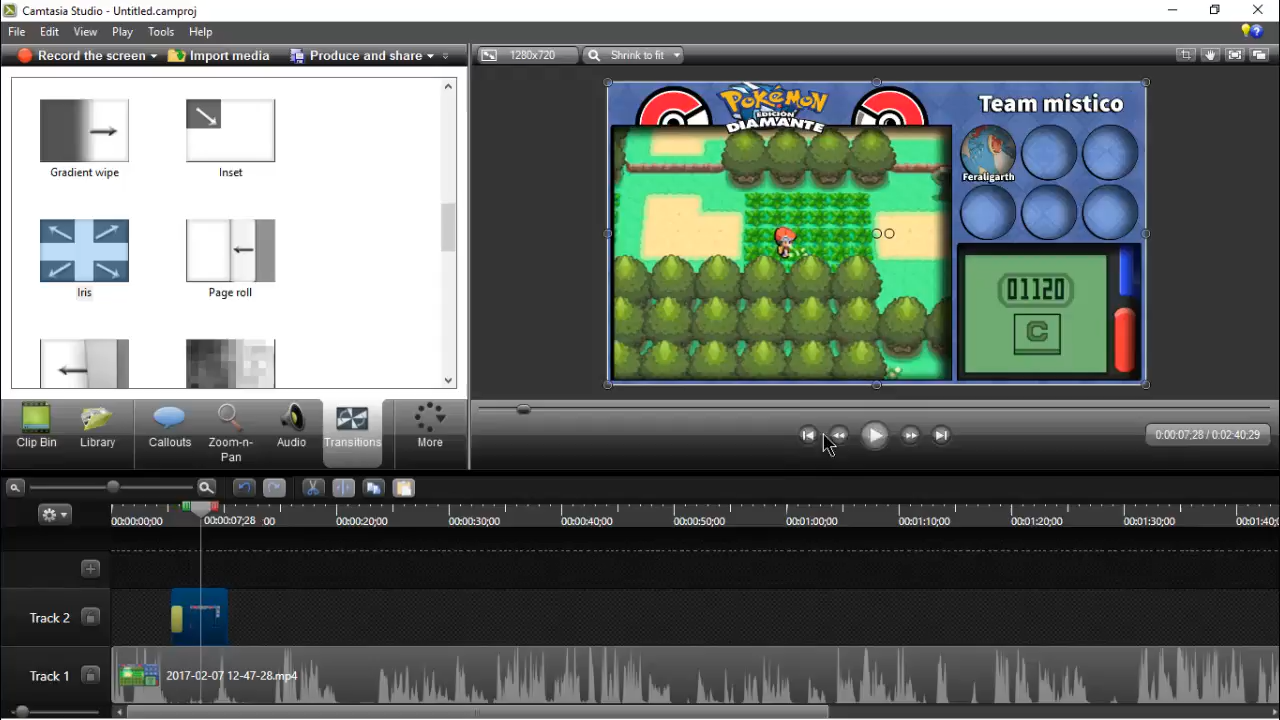 Camtasia Studio - Untitled.camproj
File Edit View Play Tools Help
Record the screen Import media Produce and share
1280x720 Shrink to fit
Gradient wipe Inset
Iris Page roll
POKéMON
EDICIÓN
DIAMANTE
Team mistico
Feraligarth
01120
C
Clip Bin Library Callouts Zoom-n-Pan Audio Transitions More
0:00:07;28 / 0:02:40;29
00:00:00;00 00:00:07;28 ;00 00:00:20;00 00:00:30;00 00:00:40;00 00:00:50;00 00:01:00;00 00:01:10;00 00:01:20;00 00:01:30;00 00:01:40;
Track 2
Track 1 2017-02-07 12-47-28.mp4